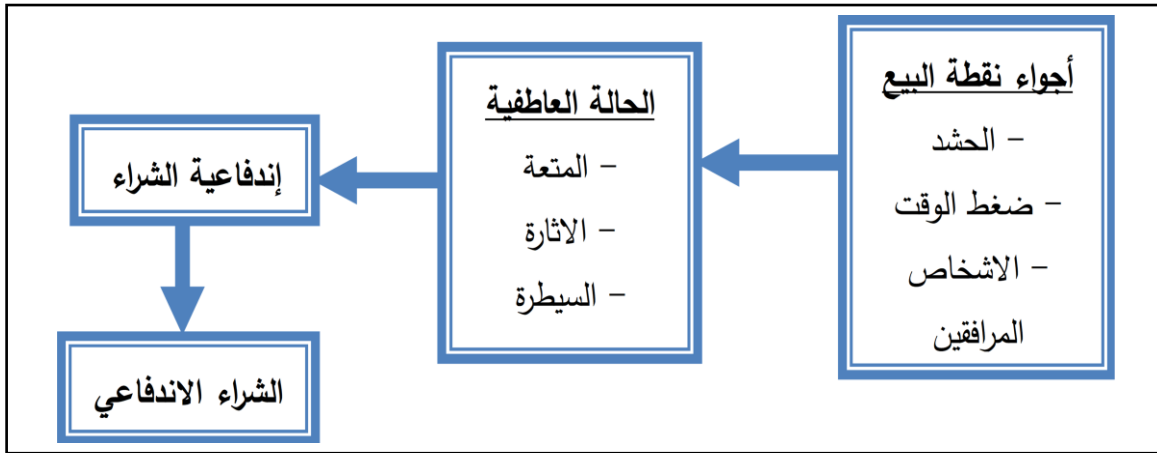 أجواء نقطة البيع
- الحشد
- ضغط الوقت
- الاشخاص
المرافقين
الحالة العاطفية
- المتعة
- الاثارة
- السيطرة
إندفاعية الشراء
الشراء الاندفاعي